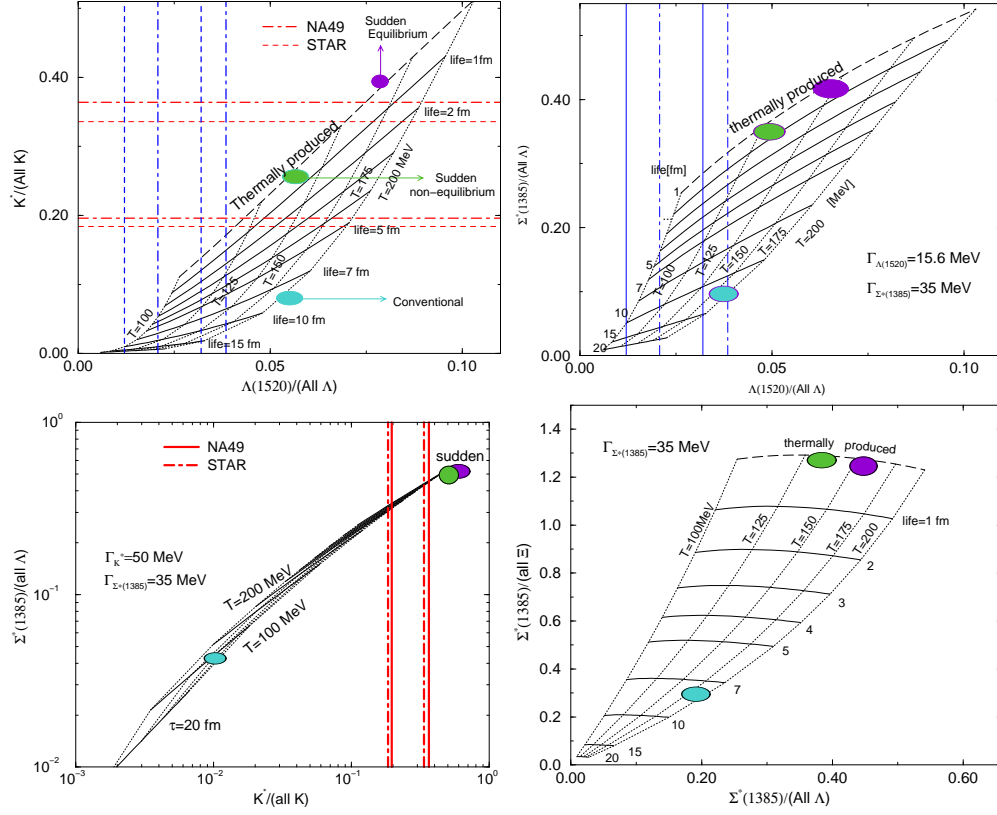 NA49
STAR
Sudden
Equilibrium
life=1fm
life=2 fm
Thermally produced
T=175
T=200 MeV
Sudden
non-equilibrium
life=5 fm
T=150
T=125
T=100
life=7 fm
Conventional
life=10 fm
life=15 fm
0.00
0.20
0.40
0.00
0.05
0.10
K*/(All K)
Λ(1520)/(All Λ)
thermally produced
life[fm]
1
5
7
10
15
20
T=100
T=125
T=150
T=175
T=200
[MeV]
Γ_Λ(1520)=15.6 MeV
Γ_Σ*(1385)=35 MeV
0.00
0.20
0.40
0.00
0.05
0.10
Σ*(1385)/(All Λ)
Λ(1520)/(All Λ)
NA49
STAR
sudden
Γ_K*=50 MeV
Γ_Σ*(1385)=35 MeV
T=200 MeV
T=100 MeV
τ=20 fm
10^0
10^-1
10^-2
10^-3
10^-2
10^-1
10^0
Σ*(1385)/(all Λ)
K*/(all K)
Γ_Σ*(1385)=35 MeV
thermally
produced
T=100MeV
T=125
T=150
T=175
T=200
life=1 fm
2
3
4
5
7
10
15
20
0.0
0.2
0.4
0.6
0.8
1.0
1.2
1.4
0.00
0.20
0.40
0.60
Σ*(1385)/(all Ξ)
Σ*(1385)/(All Λ)